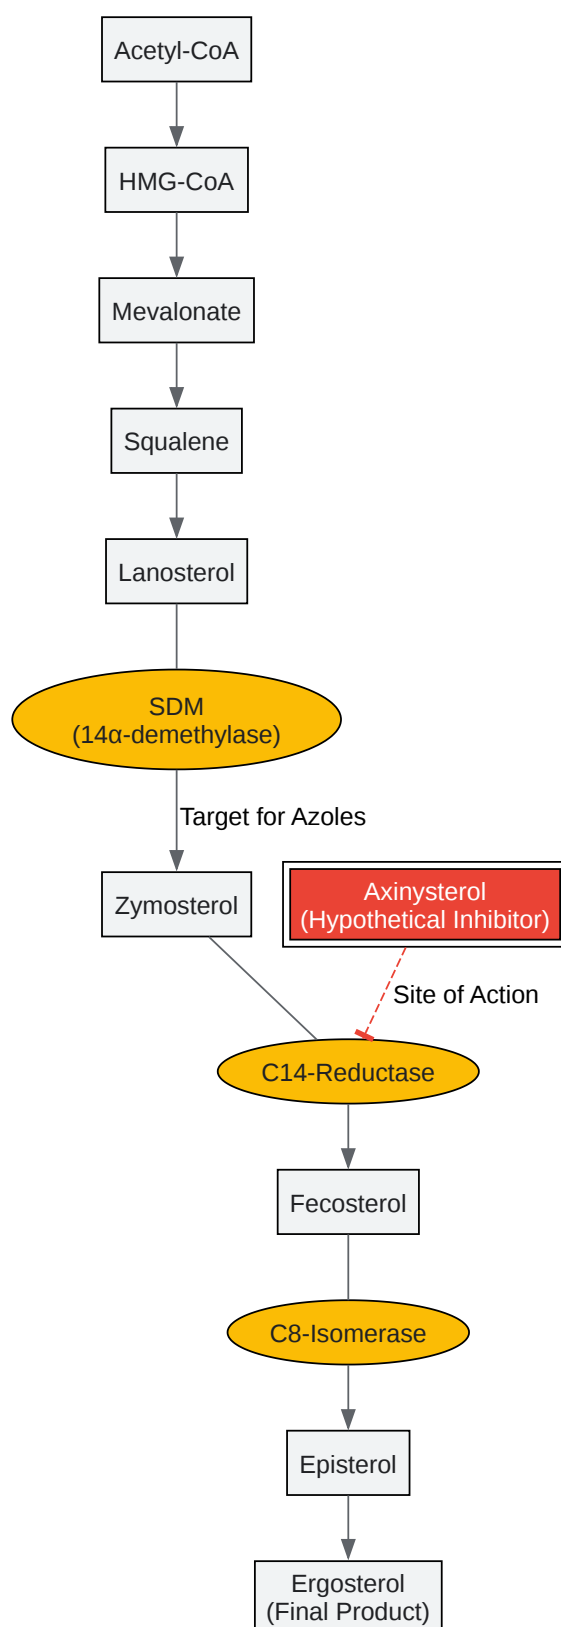 Acetyl-CoA
HMG-CoA
Mevalonate
Squalene
Lanosterol
SDM
(14α-demethylase)
Target for Azoles
Zymosterol
Axinysterol
(Hypothetical Inhibitor)
Site of Action
C14-Reductase
Fecosterol
C8-Isomerase
Episterol
Ergosterol
(Final Product)